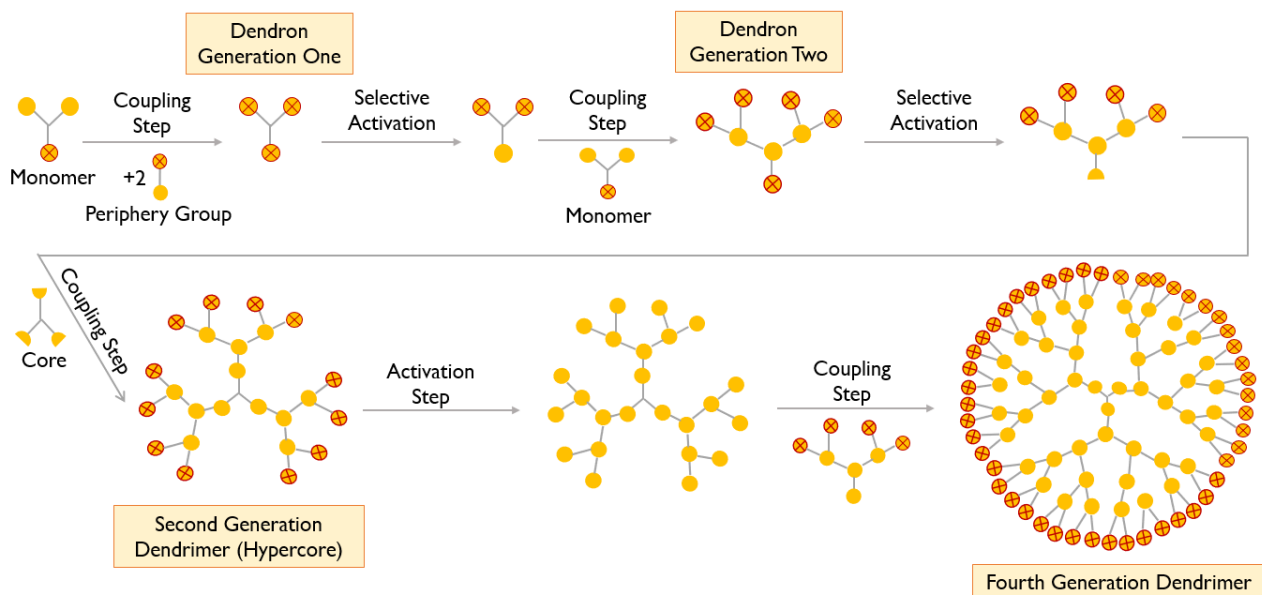 Dendron
Generation One
Dendron
Generation Two
Coupling
Step
Selective
Activation
Coupling
Step
Selective
Activation
Monomer
+2
Periphery Group
Monomer
Coupling Step
Core
Activation
Step
Coupling
Step
Second Generation
Dendrimer (Hypercore)
Fourth Generation Dendrimer